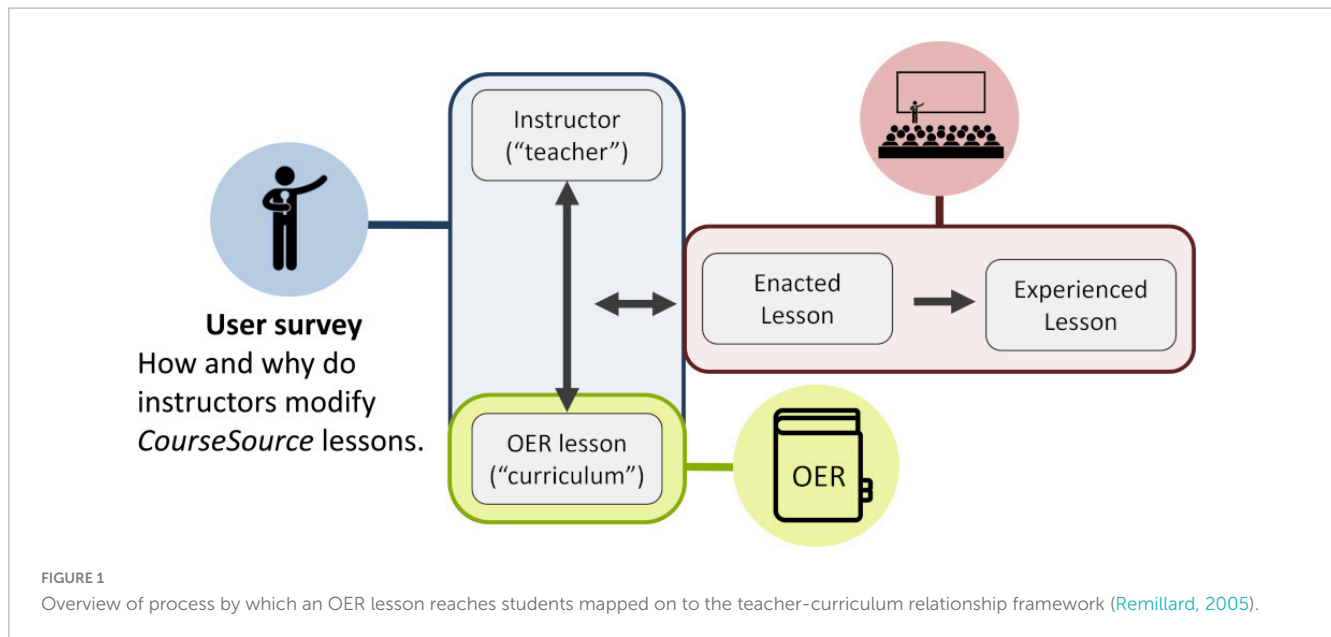 Instructor
("teacher")
User survey
How and why do
instructors modify
CourseSource lessons.
Enacted
Lesson
Experienced
Lesson
OER lesson
("curriculum")
OER
FIGURE 1
Overview of process by which an OER lesson reaches students mapped on to the teacher-curriculum relationship framework (Remillard, 2005).